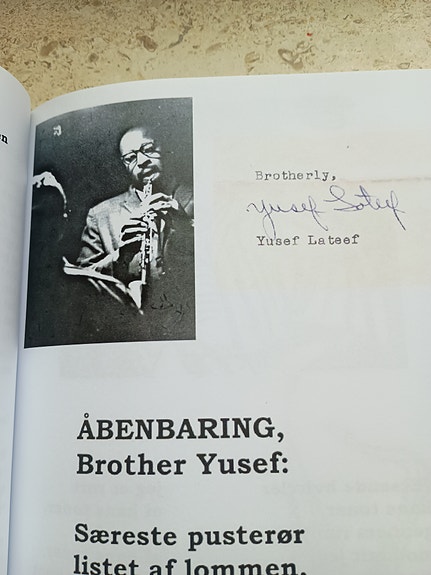 Brotherly,
Yusef Lateef
Yusef Lateef
ÅBENBARING,
Brother Yusef:
Særeste pusterør
listet af lommen,